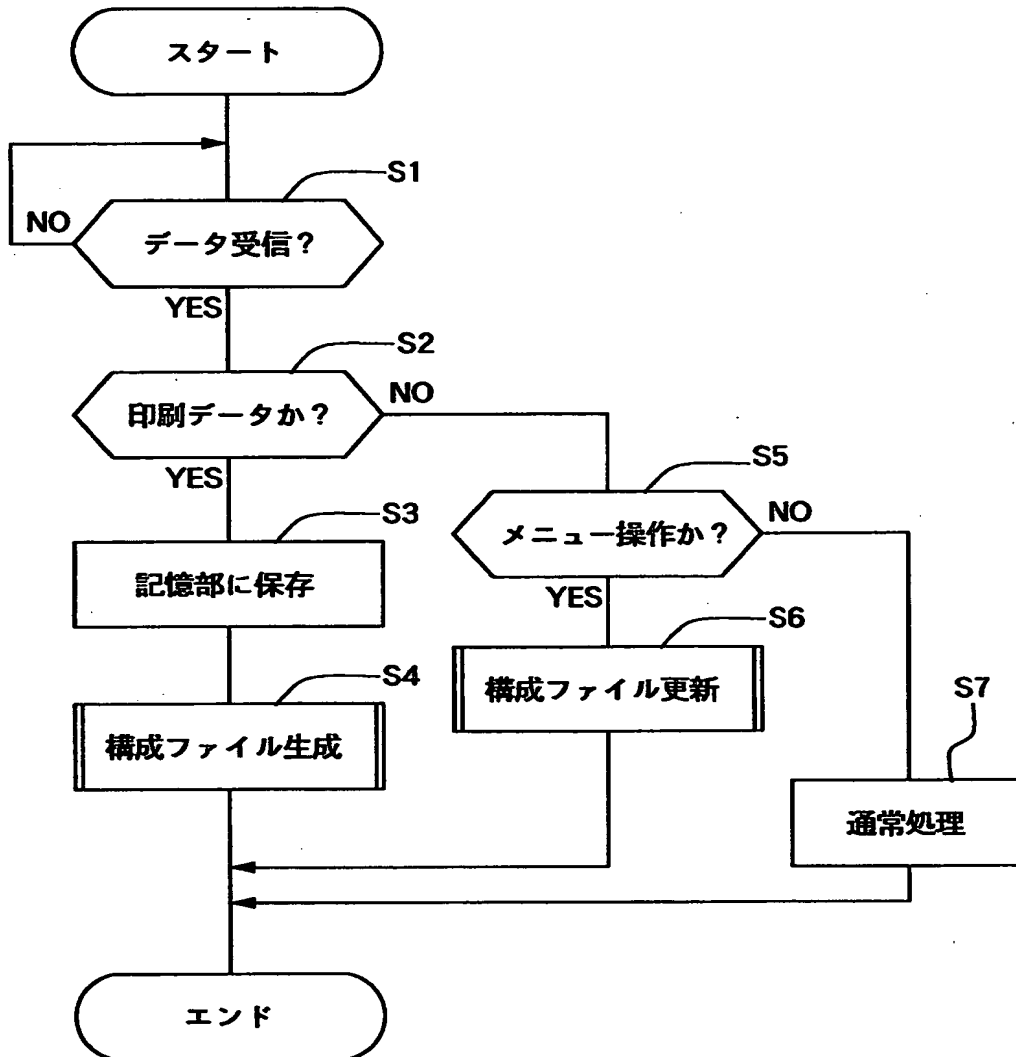 スタート
S1
NO
データ受信？
YES
S2
印刷データか？
NO
YES
S5
メニュー操作か？
NO
S3
記憶部に保存
YES
S6
構成ファイル更新
S4
構成ファイル生成
S7
通常処理
エンド